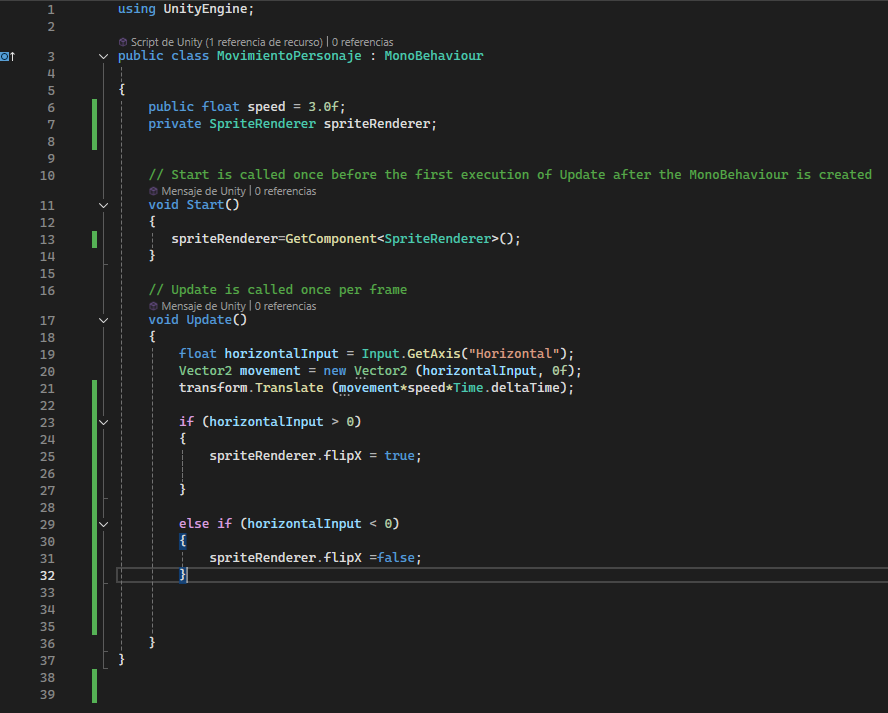 1 using UnityEngine;
2
Script de Unity (1 referencia de recurso) | 0 referencias
3 public class MovimientoPersonaje : MonoBehaviour
4
5 {
6 public float speed = 3.0f;
7 private SpriteRenderer spriteRenderer;
8
9
10 // Start is called once before the first execution of Update after the MonoBehaviour is created
Mensaje de Unity | 0 referencias
11 void Start()
12 {
13 spriteRenderer=GetComponent<SpriteRenderer>();
14 }
15
16 // Update is called once per frame
Mensaje de Unity | 0 referencias
17 void Update()
18 {
19 float horizontalInput = Input.GetAxis("Horizontal");
20 Vector2 movement = new Vector2 (horizontalInput, 0f);
21 transform.Translate (movement*speed*Time.deltaTime);
22
23 if (horizontalInput > 0)
24 {
25 spriteRenderer.flipX = true;
26
27 }
28
29 else if (horizontalInput < 0)
30 {
31 spriteRenderer.flipX =false;
32 }
33
34
35
36 }
37 }
38
39